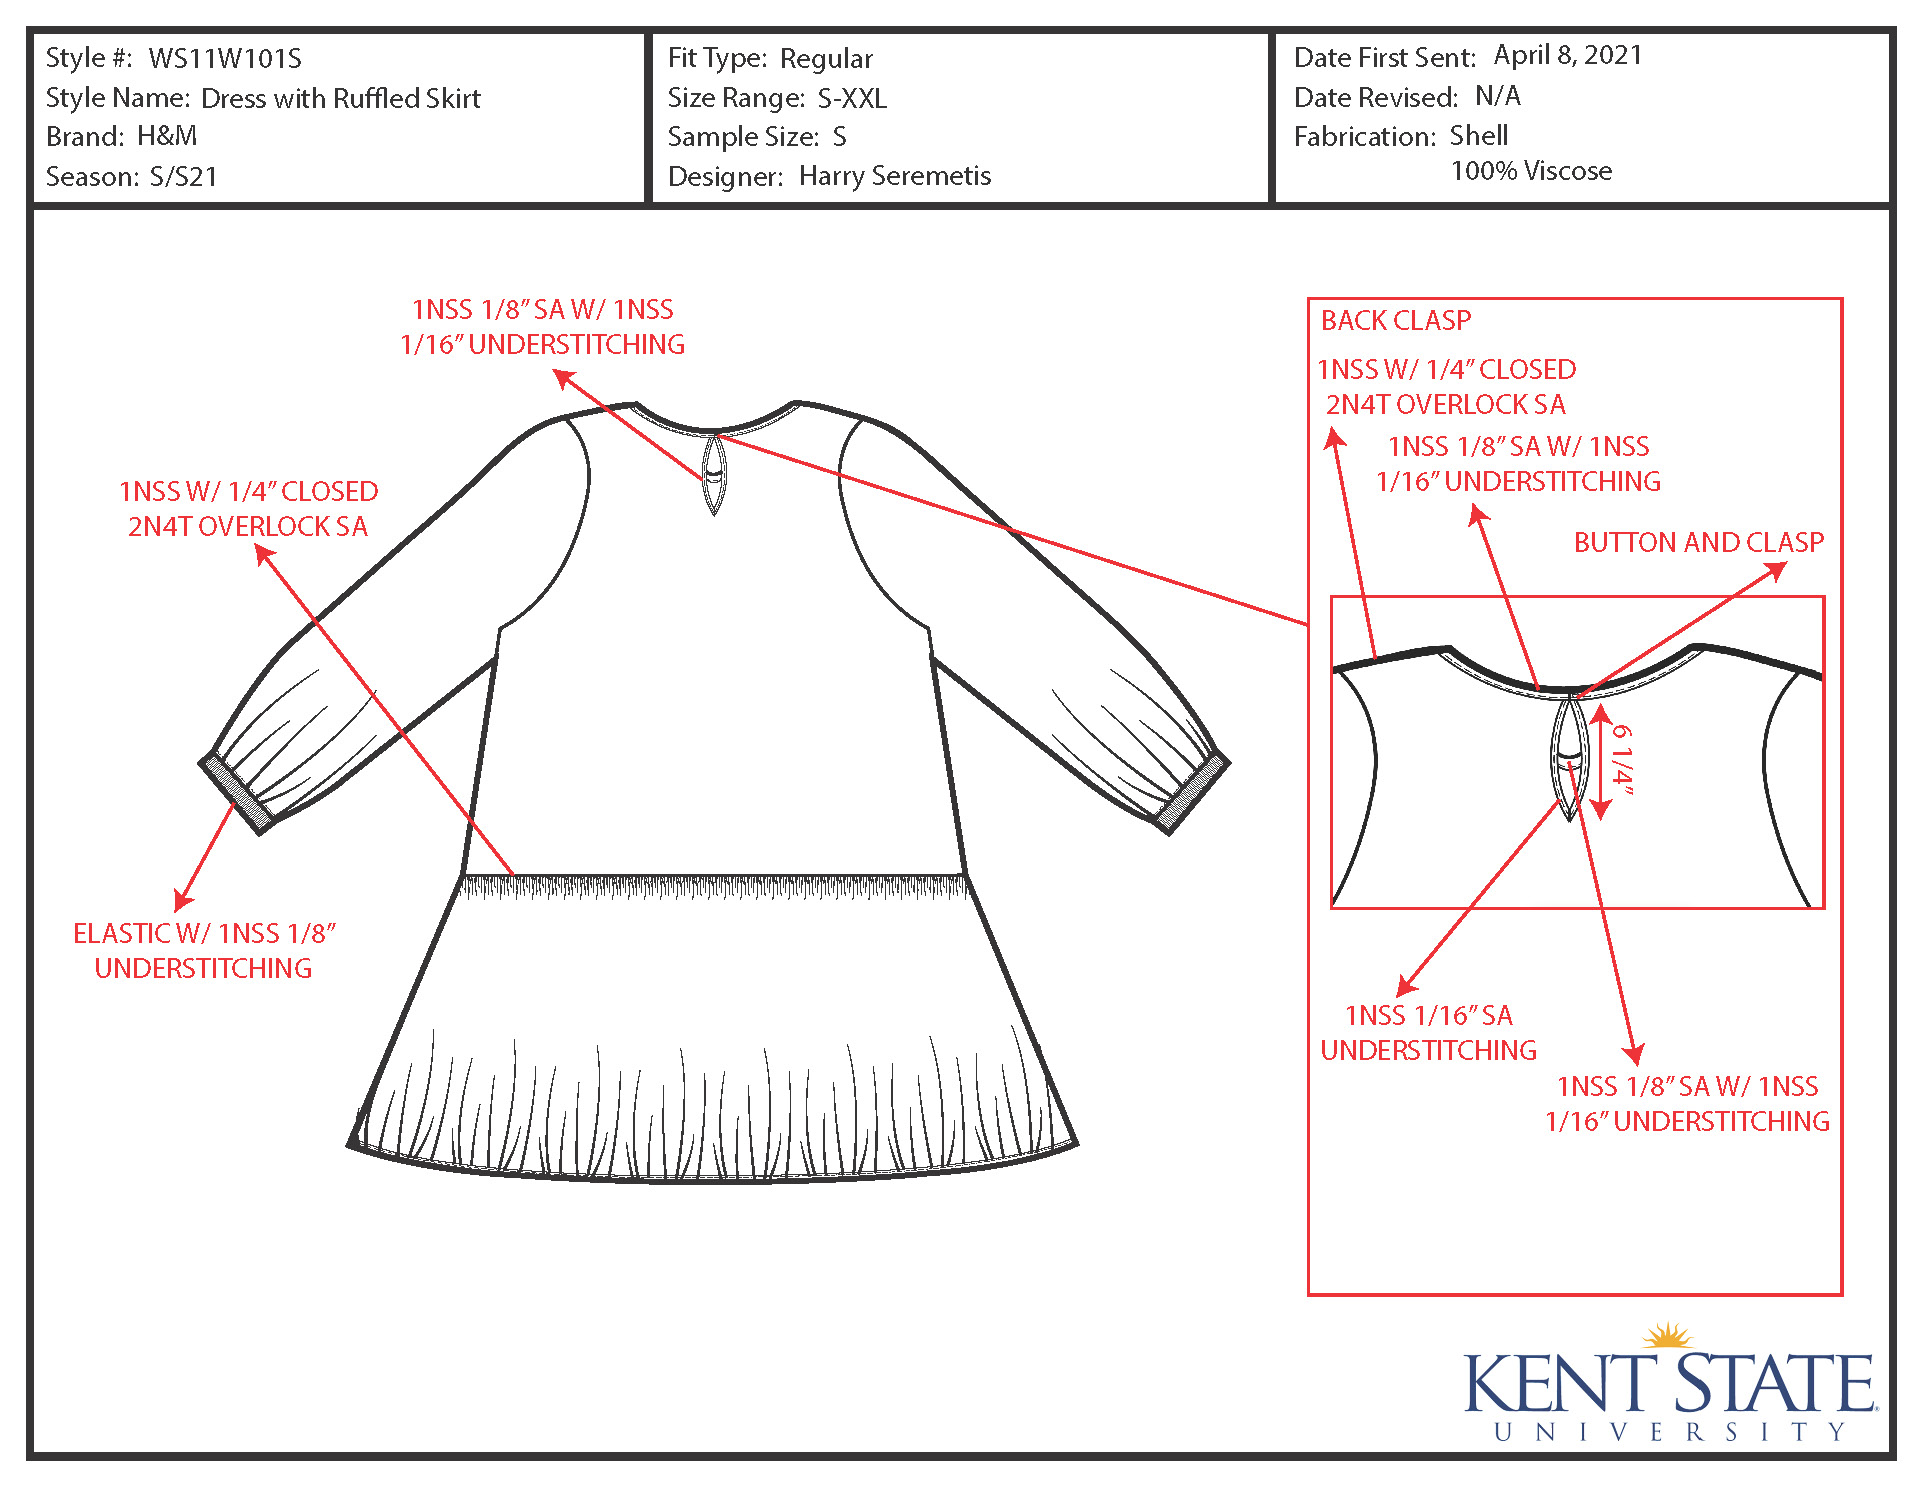 Style #: WS11W101S
Style Name: Dress with Ruffled Skirt
Brand: H&M
Season: S/S21
Fit Type: Regular
Size Range: S-XXL
Sample Size: S
Designer: Harry Seremetis
Date First Sent: April 8, 2021
Date Revised: N/A
Fabrication: Shell
100% Viscose
1NSS 1/8” SA W/ 1NSS
1/16” UNDERSTITCHING
1NSS W/ 1/4” CLOSED
2N4T OVERLOCK SA
ELASTIC W/ 1NSS 1/8”
UNDERSTITCHING
BACK CLASP
1NSS W/ 1/4” CLOSED
2N4T OVERLOCK SA
1NSS 1/8” SA W/ 1NSS
1/16” UNDERSTITCHING
BUTTON AND CLASP
6 1/4”
1NSS 1/16” SA
UNDERSTITCHING
1NSS 1/8” SA W/ 1NSS
1/16” UNDERSTITCHING
KENT STATE
UNIVERSITY